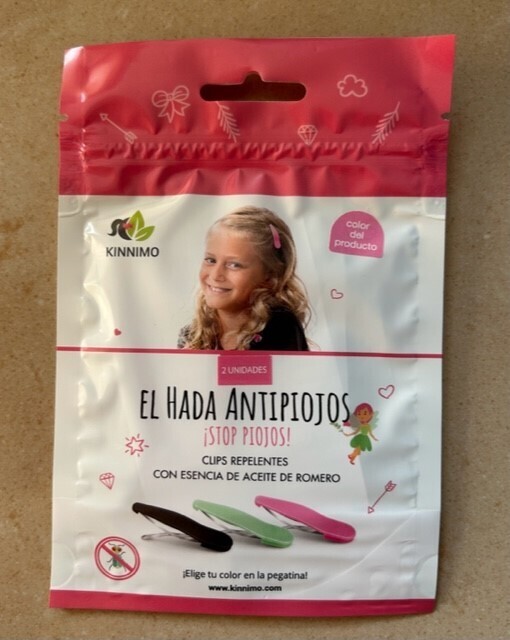 KINNIMO
color
del
producto
2 UNIDADES
EL HADA ANTIPIOJOS
¡STOP PIOJOS!
CLIPS REPELENTES
CON ESENCIA DE ACEITE DE ROMERO
¡Elige tu color en la pegatina!
www.kinnimo.com